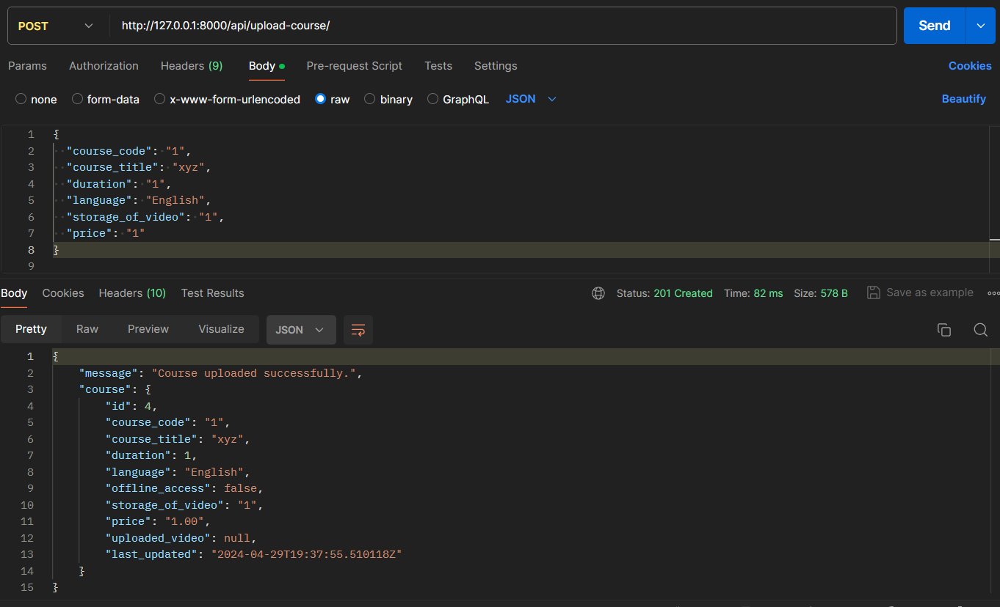 POST http://127.0.0.1:8000/api/upload-course/ Send
Params Authorization Headers (9) Body Pre-request Script Tests Settings Cookies
none form-data x-www-form-urlencoded raw binary GraphQL JSON Beautify
1 {
2 "course_code": "1",
3 "course_title": "xyz",
4 "duration": "1",
5 "language": "English",
6 "storage_of_video": "1",
7 "price": "1"
8 }
9
Body Cookies Headers (10) Test Results Status: 201 Created Time: 82 ms Size: 578 B Save as example
Pretty Raw Preview Visualize JSON
1 {
2 "message": "Course uploaded successfully.",
3 "course": {
4 "id": 4,
5 "course_code": "1",
6 "course_title": "xyz",
7 "duration": 1,
8 "language": "English",
9 "offline_access": false,
10 "storage_of_video": "1",
11 "price": "1.00",
12 "uploaded_video": null,
13 "last_updated": "2024-04-29T19:37:55.510118Z"
14 }
15 }